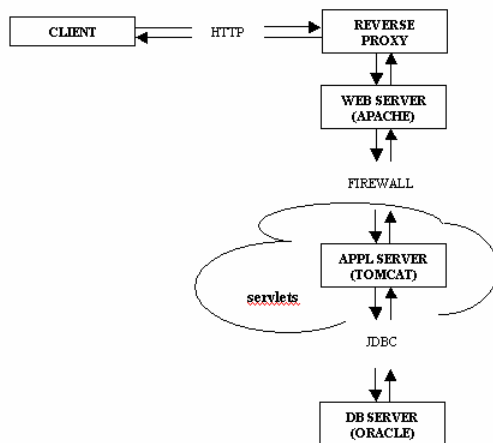 CLIENT
HTTP
REVERSE
PROXY
WEB SERVER
(APACHE)
FIREWALL
APPL SERVER
(TOMCAT)
servlets
JDBC
DB SERVER
(ORACLE)